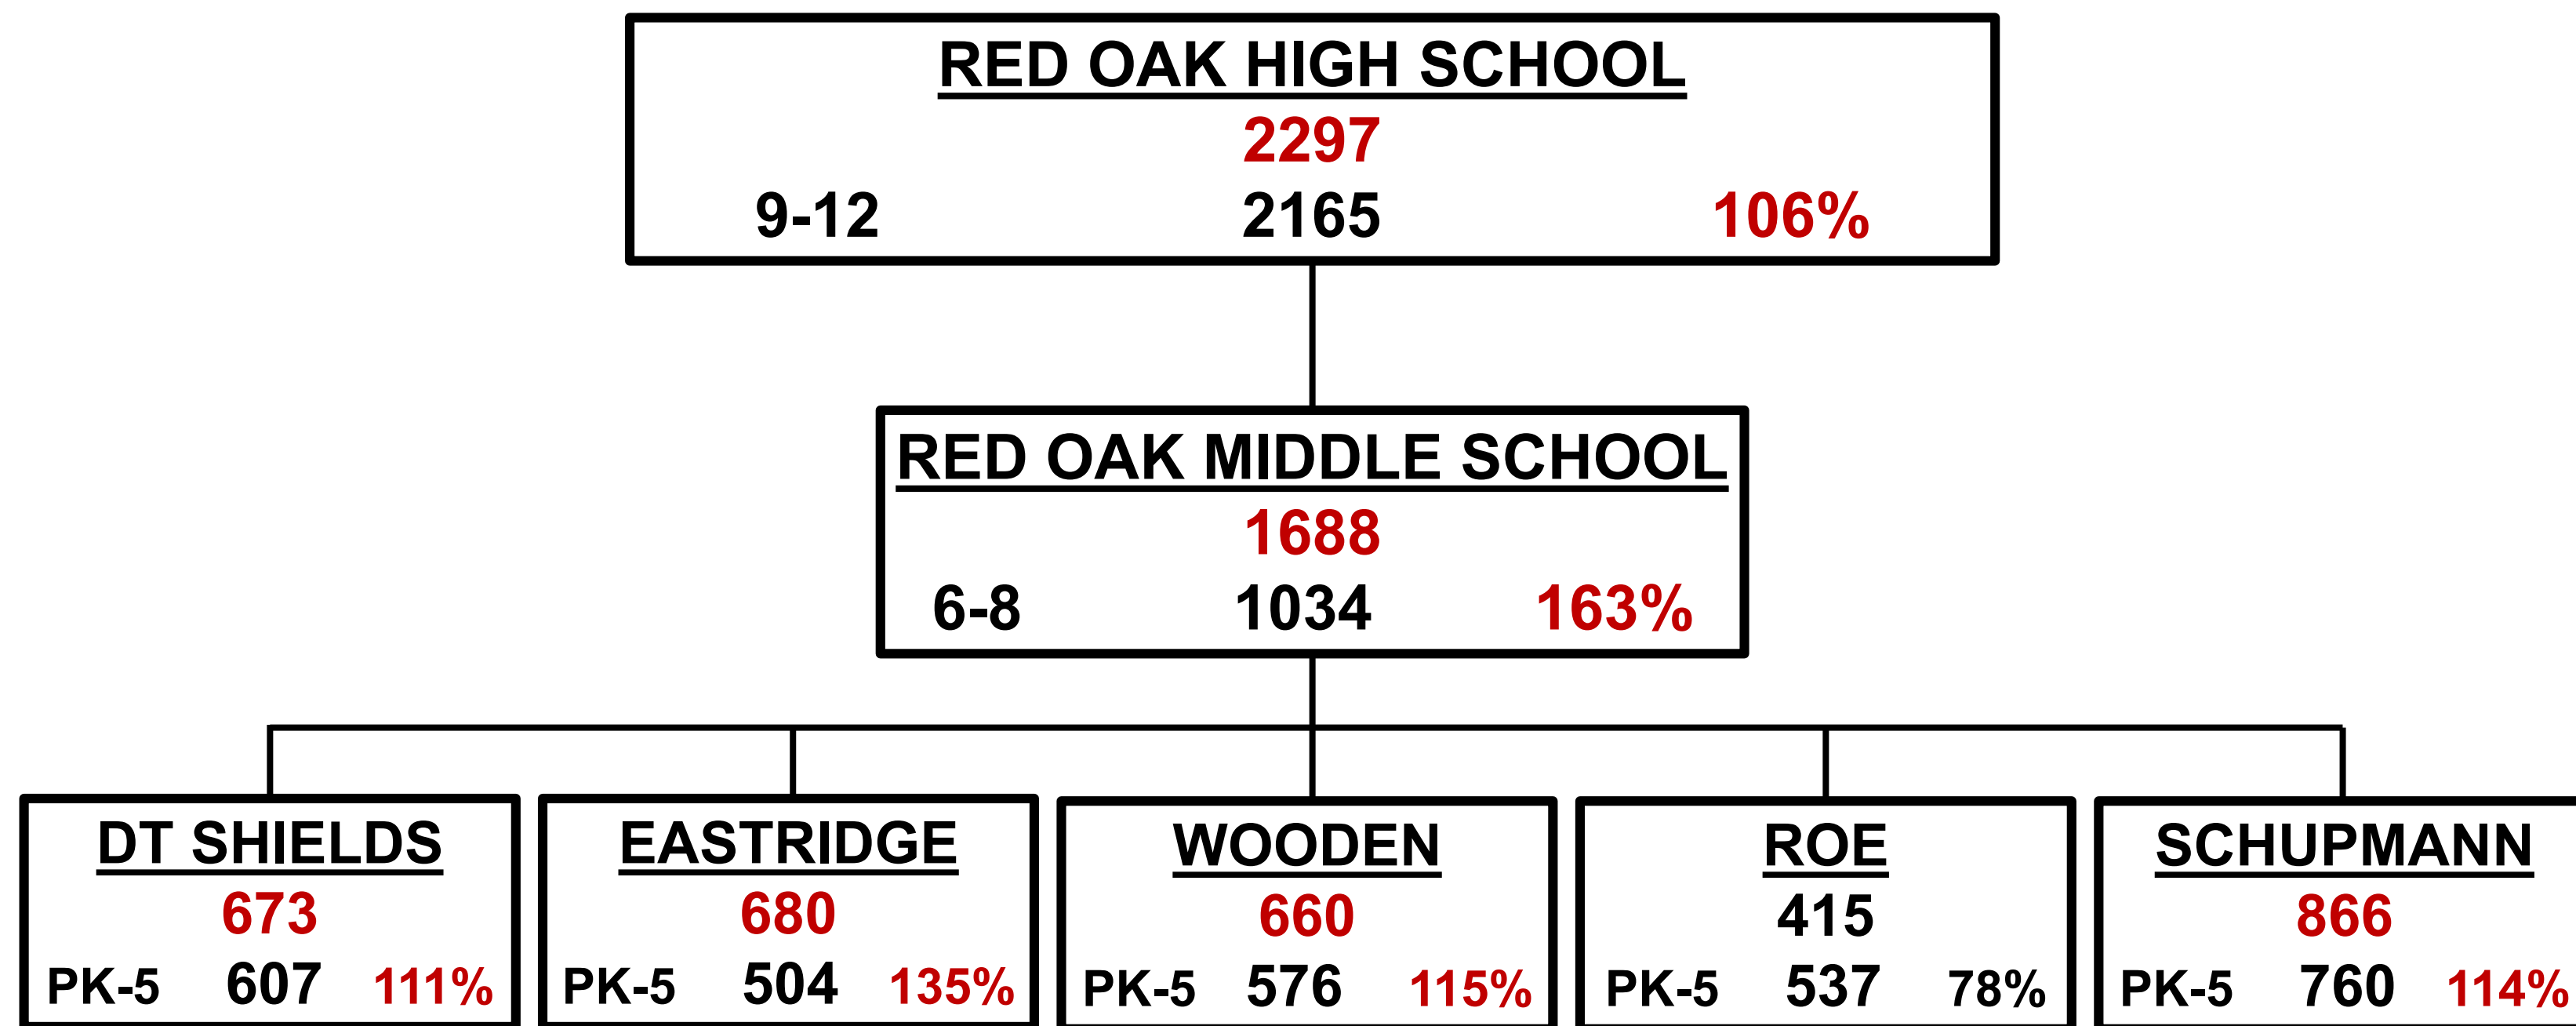 RED OAK HIGH SCHOOL
2297
9-12 2165 106%
RED OAK MIDDLE SCHOOL
1688
6-8 1034 163%
DT SHIELDS
673
PK-5 607 111%
EASTRIDGE
680
PK-5 504 135%
WOODEN
660
PK-5 576 115%
ROE
415
PK-5 537 78%
SCHUPMANN
866
PK-5 760 114%